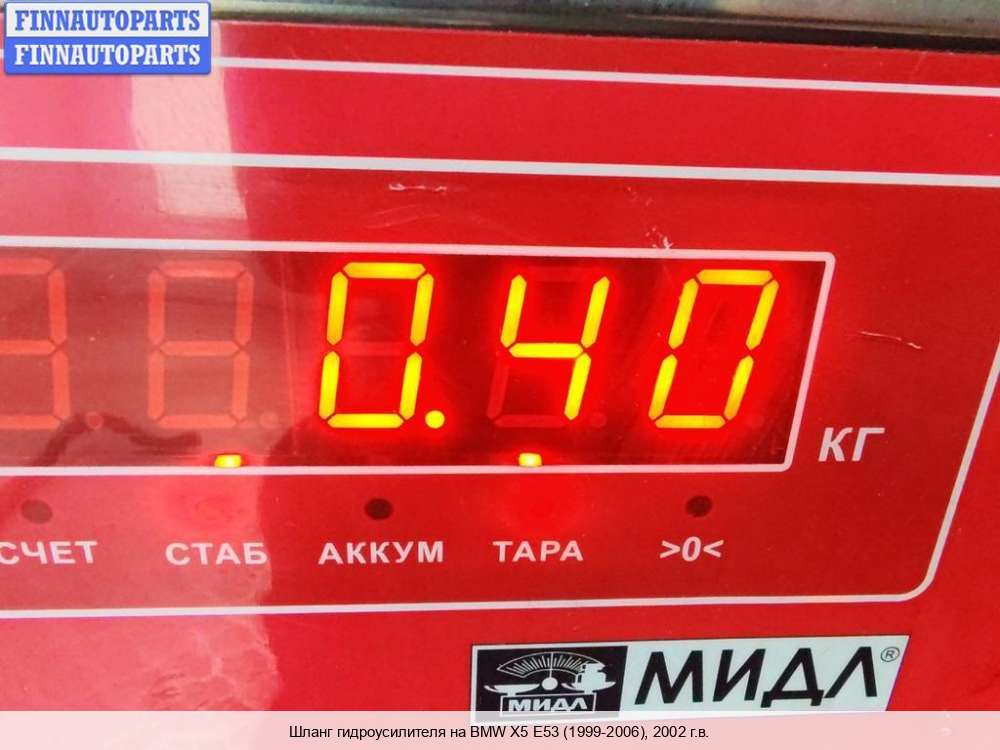 FINNAUTOPARTS
FINNAUTOPARTS
0.40
КГ
СЧЕТ СТАБ АККУМ ТАРА >0<
МИДЛ МИДЛ®
Шланг гидроусилителя на BMW X5 E53 (1999-2006), 2002 г.в.